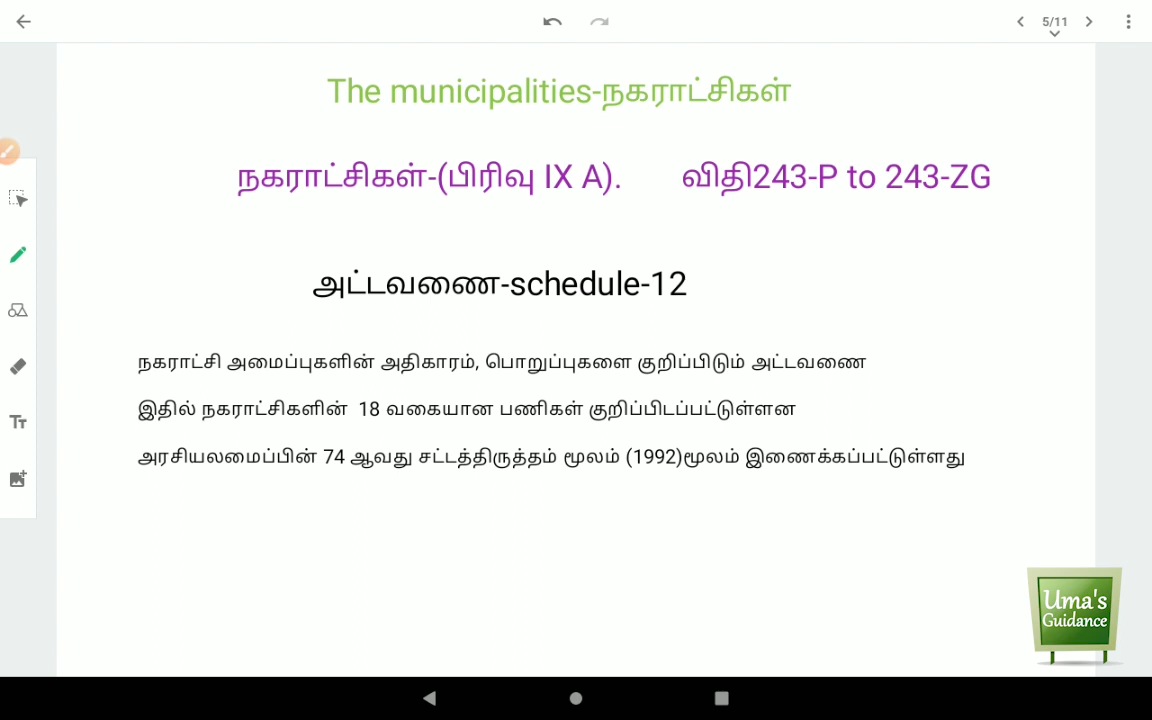 5/11
The municipalities-நகராட்சிகள்
நகராட்சிகள்-(பிரிவு IX A). விதி243-P to 243-ZG
அட்டவணை-schedule-12
நகராட்சி அமைப்புகளின் அதிகாரம், பொறுப்புகளை குறிப்பிடும் அட்டவணை
இதில் நகராட்சிகளின் 18 வகையான பணிகள் குறிப்பிடப்பட்டுள்ளன
அரசியலமைப்பின் 74 ஆவது சட்டத்திருத்தம் மூலம் (1992)மூலம் இணைக்கப்பட்டுள்ளது
Tт
Uma's
Guidance